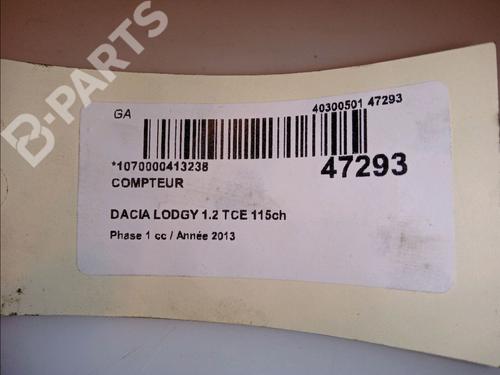 B-PARTS
GA
40300501 47293
*1070000413238
47293
COMPTEUR
DACIA LODGY 1.2 TCE 115ch
Phase 1 cc / Année 2013